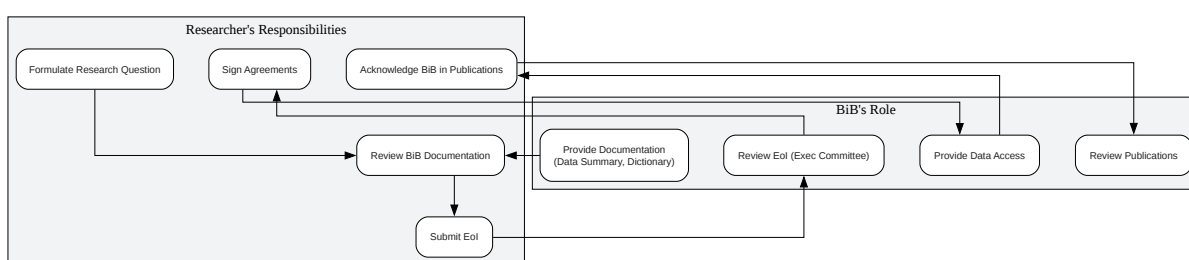 Researcher's Responsibilities
Formulate Research Question
Sign Agreements
Acknowledge BiB in Publications
BiB's Role
Review BiB Documentation
Provide Documentation
(Data Summary, Dictionary)
Review EoI (Exec Committee)
Provide Data Access
Review Publications
Submit EoI